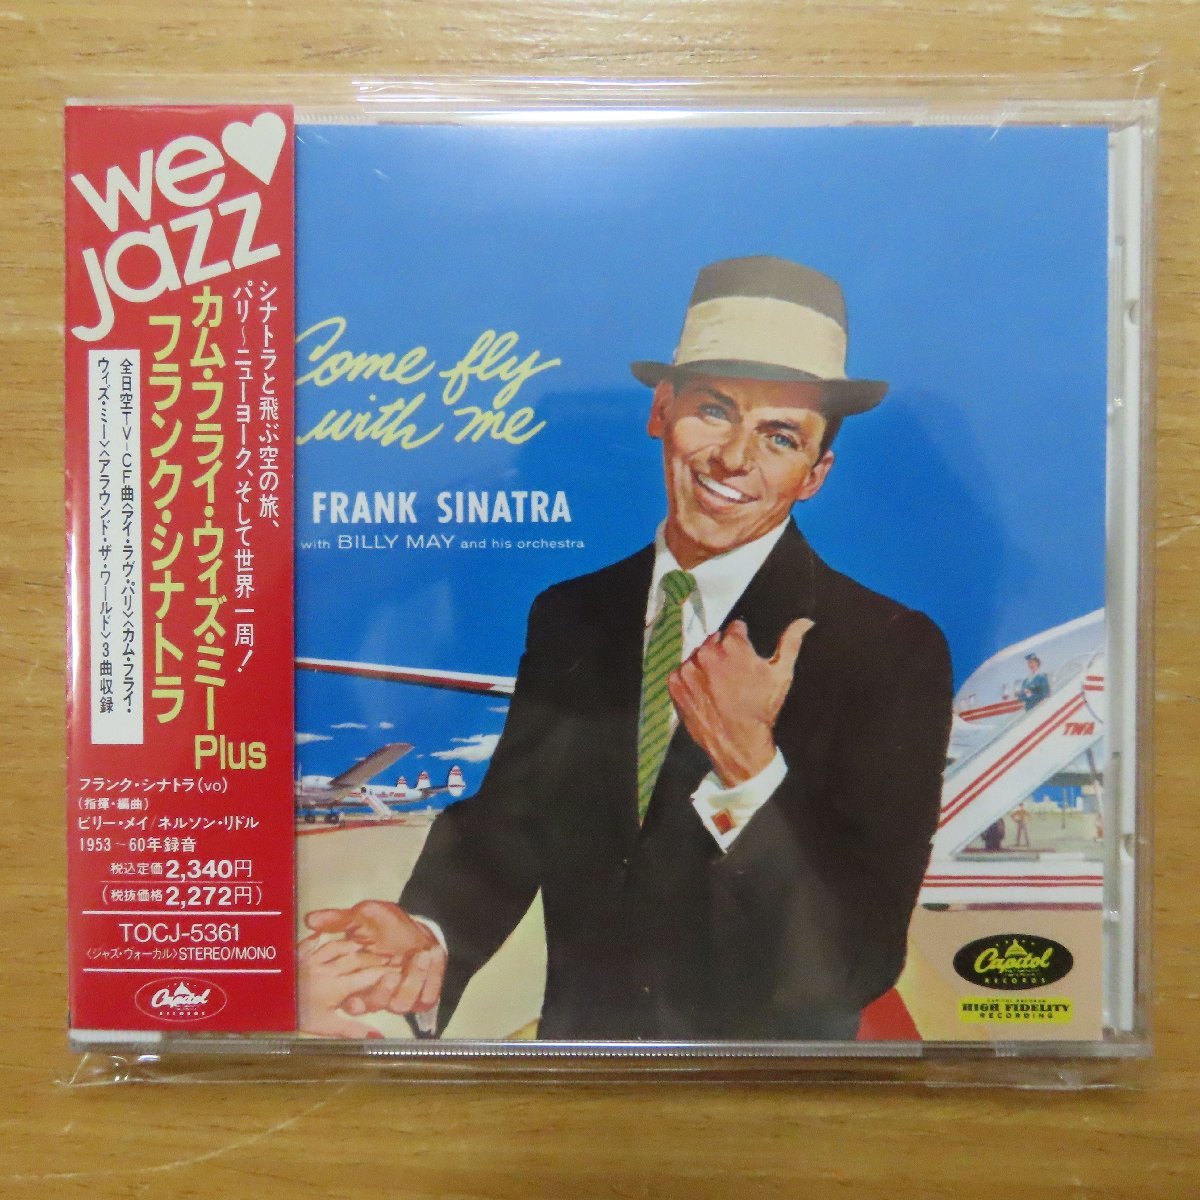 we♥
jazz
シナトラと飛ぶ空の旅、
パリ〜ニューヨーク、そして世界一周!
カム・フライ・ウィズ・ミー Plus
フランク・シナトラ
全日空TV-CF曲〈アイ・ラヴ・パリ〉〈カム・フライ・
ウィズ・ミー〉〈アラウンド・ザ・ワールド〉3曲収録
フランク・シナトラ(vo)
(指揮・編曲)
ビリー・メイ/ネルソン・リドル
1953~60年録音
税込定価2,340円
(税抜価格2,272円)
TOCJ-5361
〈ジャズ・ヴォーカル〉STEREO/MONO
Capitol
RECORDS
Come fly
with me
FRANK SINATRA
with BILLY MAY and his orchestra
TWA
Capitol
RECORDS
CAPITOL RECORDS
HIGH FIDELITY
RECORDING